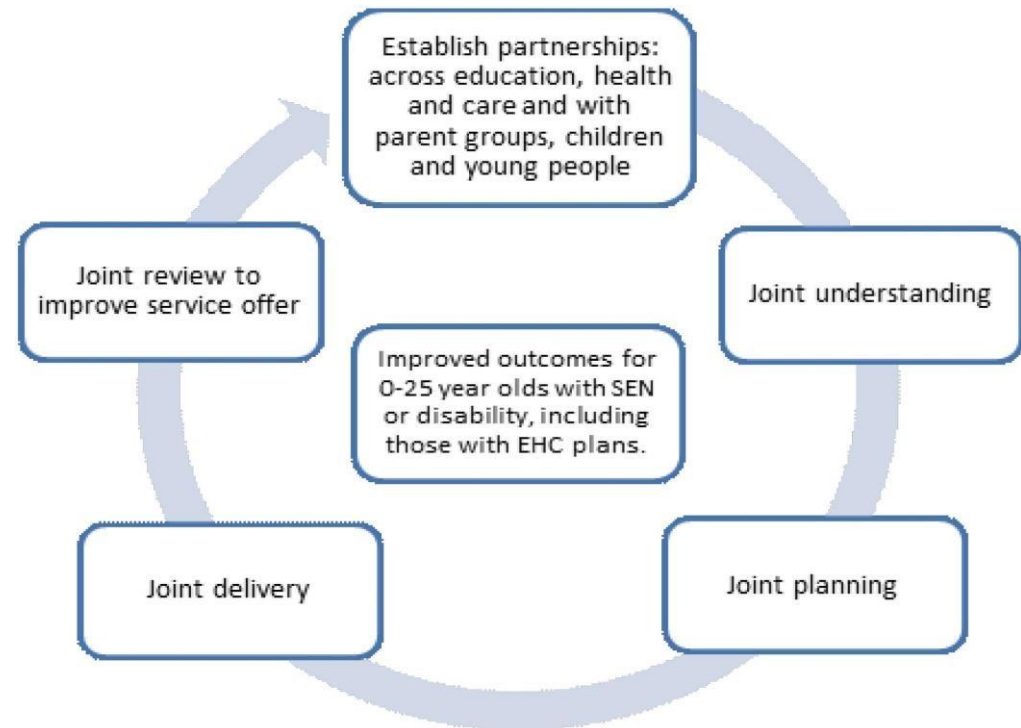 Establish partnerships:
across education, health
and care and with
parent groups, children
and young people
Joint understanding
Joint planning
Joint delivery
Joint review to
improve service offer
Improved outcomes for
0-25 year olds with SEN
or disability, including
those with EHC plans.